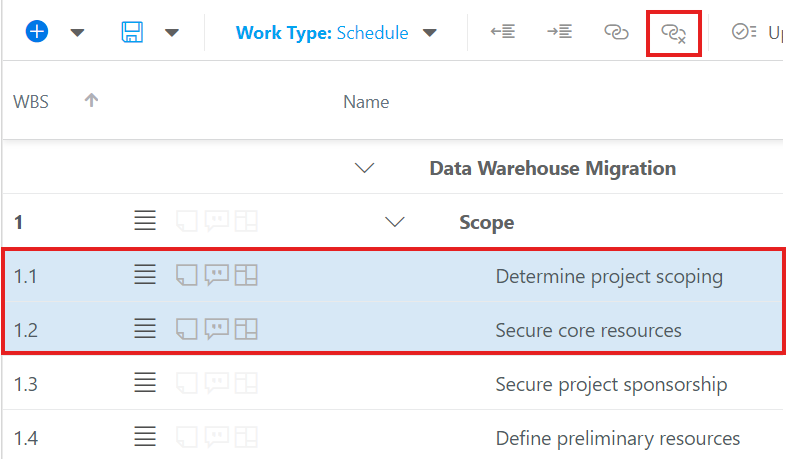 Work Type: Schedule
WBS Name
Data Warehouse Migration
1 Scope
1.1 Determine project scoping
1.2 Secure core resources
1.3 Secure project sponsorship
1.4 Define preliminary resources